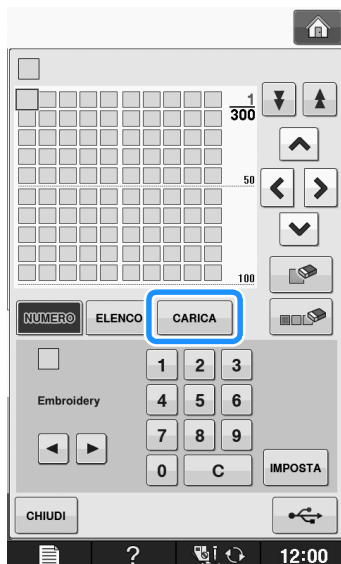 1
300
50
100
NUMERO ELENCO CARICA
1 2 3
Embroidery 4 5 6
7 8 9
0 C IMPOSTA
CHIUDI
? 12:00